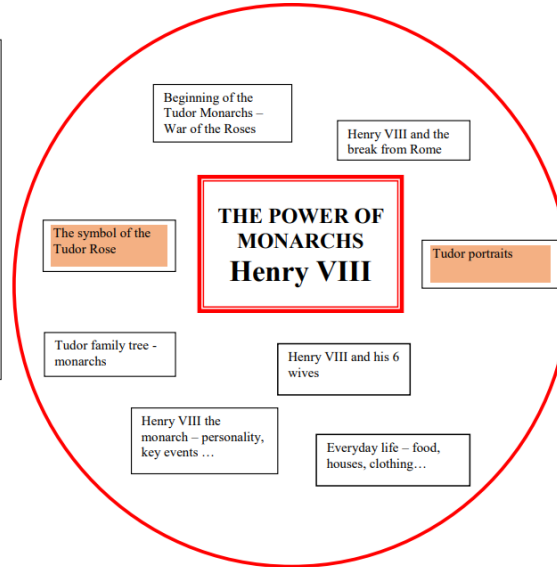 Beginning of the
Tudor Monarchs –
War of the Roses
Henry VIII and the
break from Rome
THE POWER OF
MONARCHS
Henry VIII
The symbol of the
Tudor Rose
Tudor portraits
Tudor family tree -
monarchs
Henry VIII and his 6
wives
Henry VIII the
monarch – personality,
key events …
Everyday life – food,
houses, clothing…